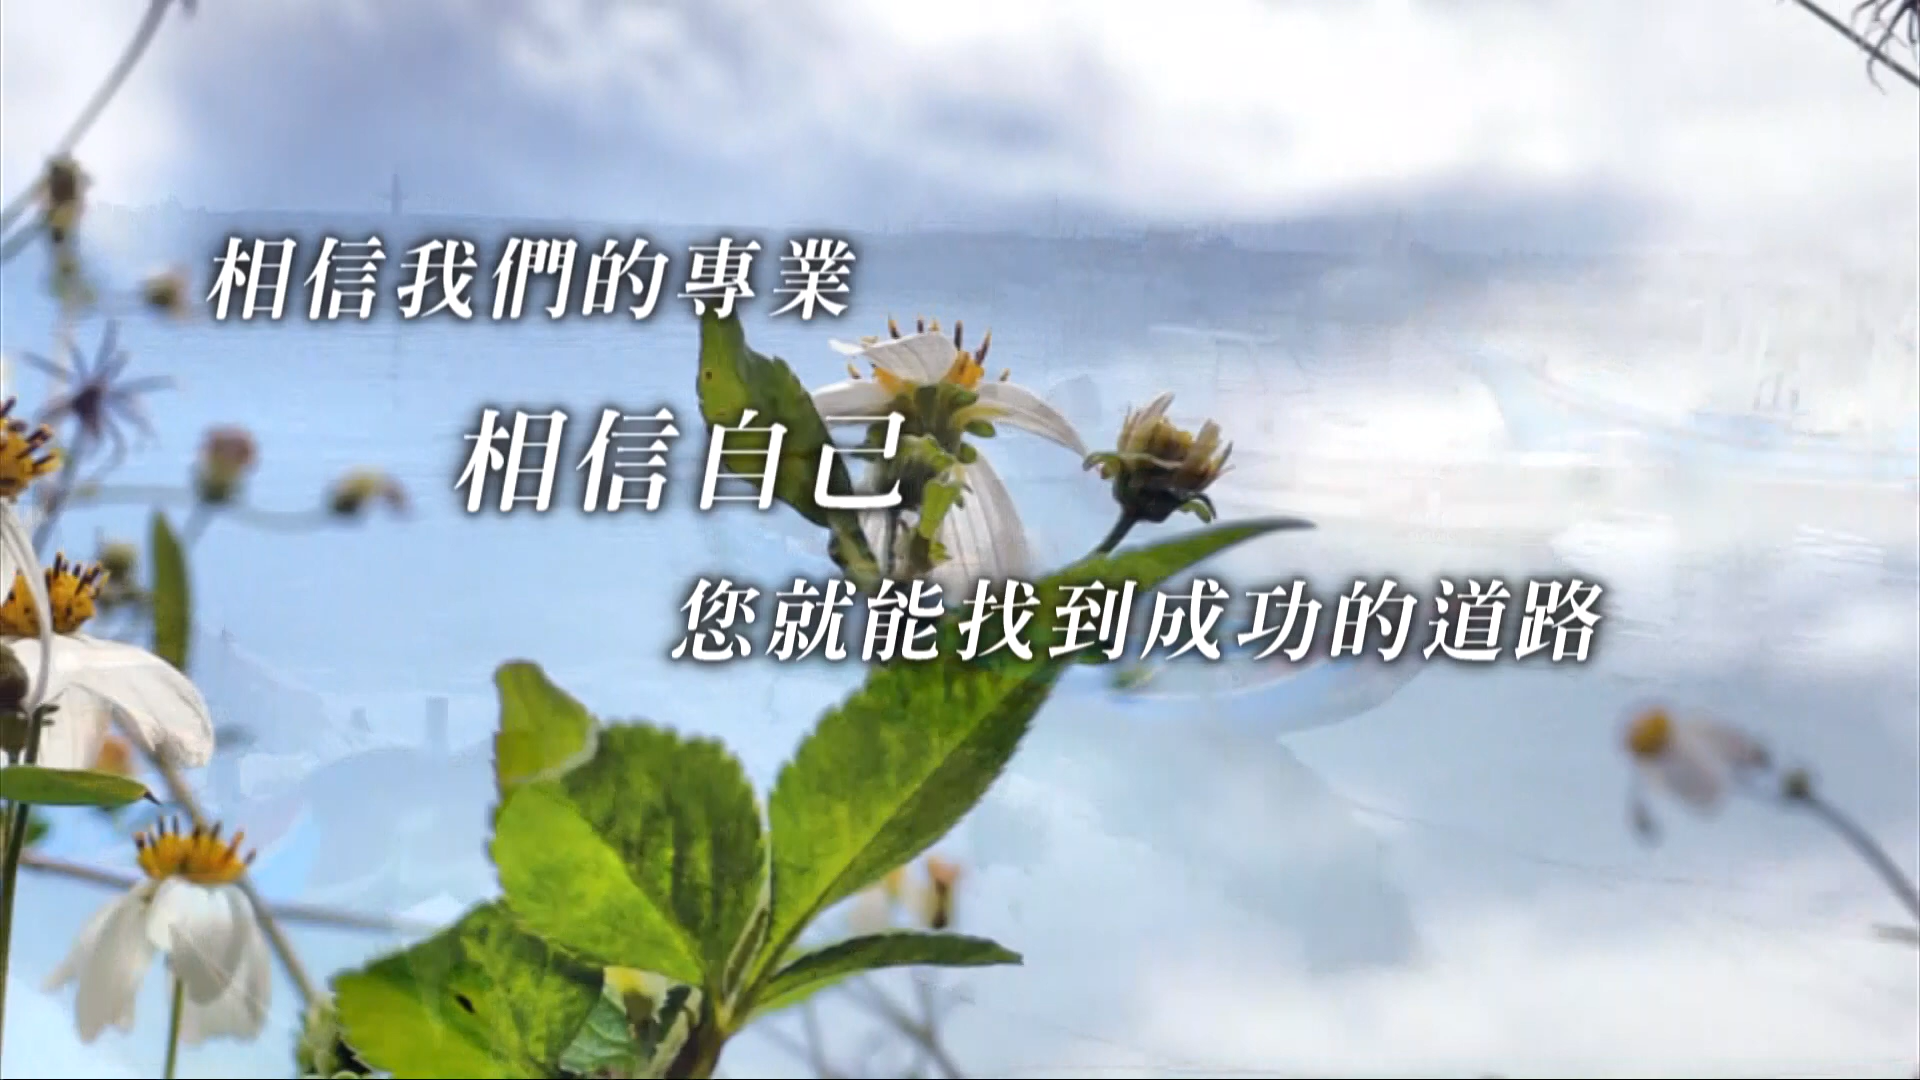 相信我們的專業
相信自己
您就能找到成功的道路